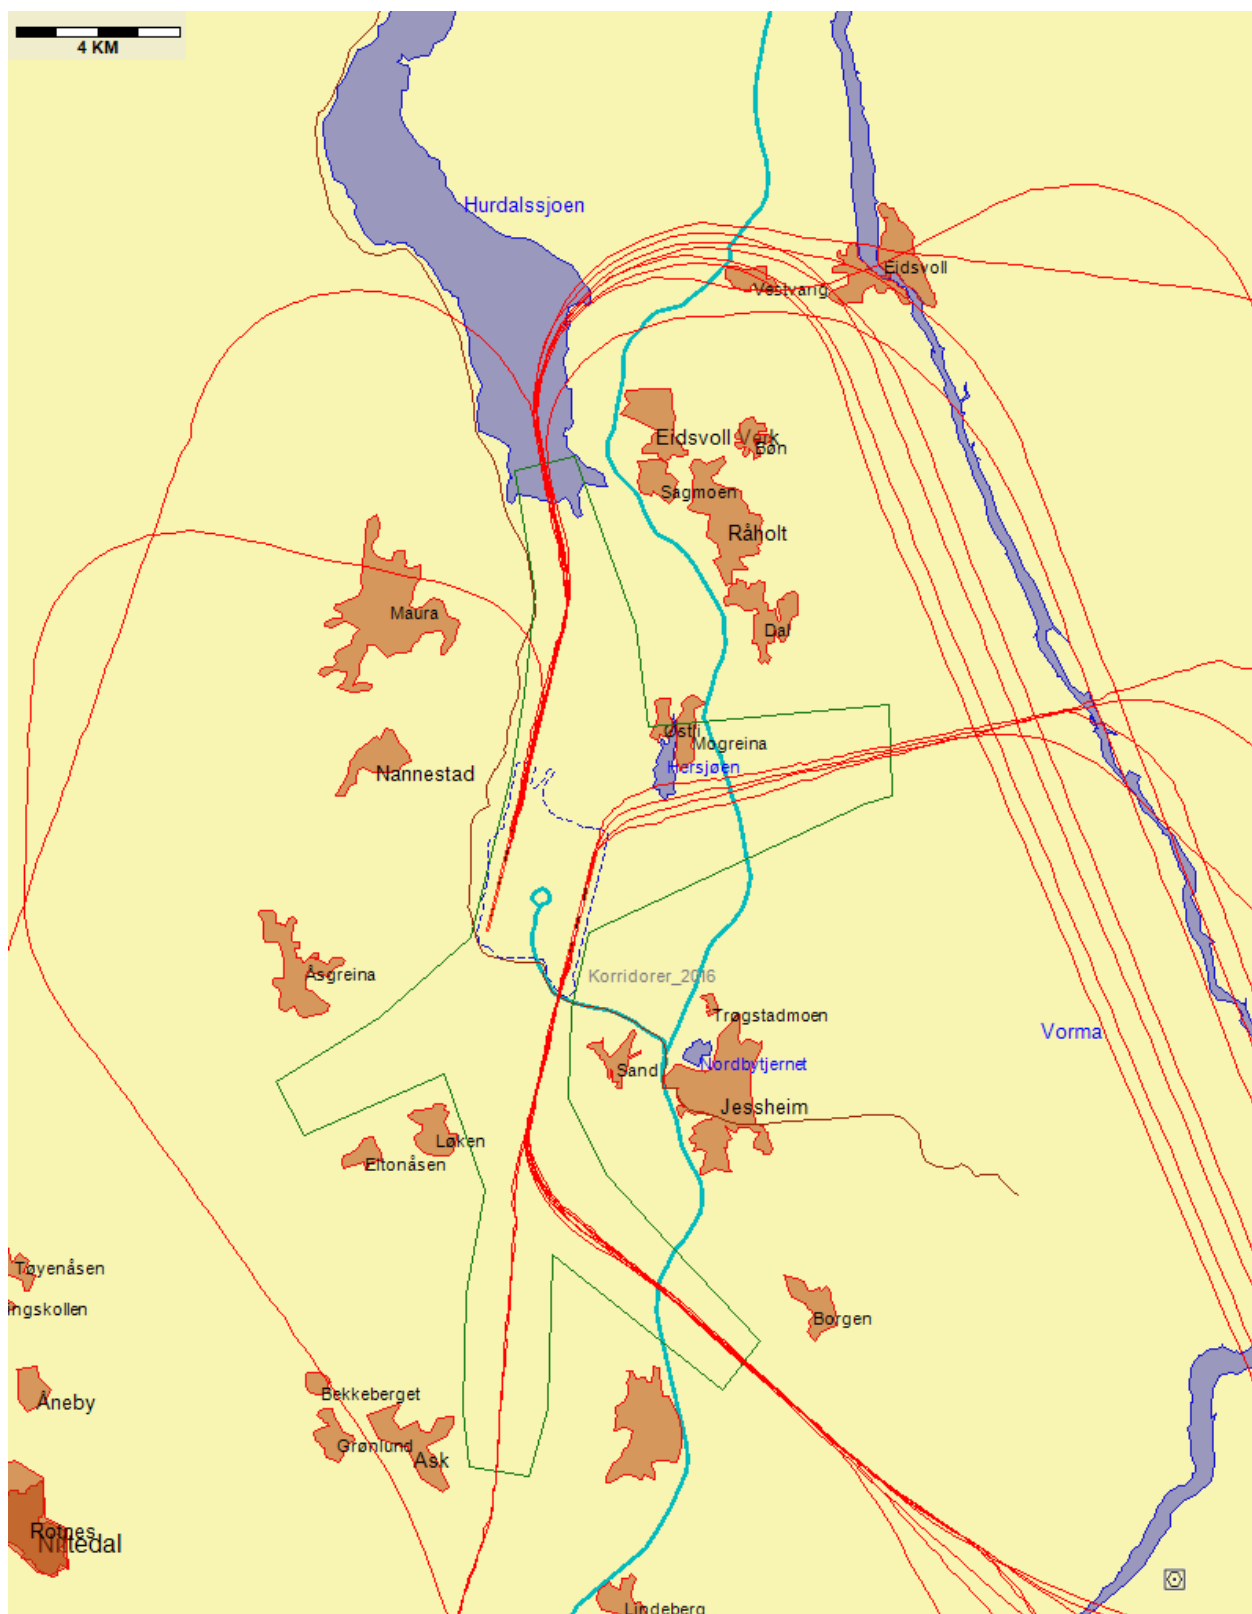 4 KM
Hurdalssjoen
Eidsvoll
Vestvang
Eidsvoll Verk
Bøn
Sagmoen
Råholt
Maura
Dal
Østli
Mogreina
Hersjøen
Nannestad
Åsgreina
Korridorer_2016
Trøgstadmoen
Vorma
Nordbytjernet
Sand
Jessheim
Løken
Eltonåsen
Tøyenåsen
ingskollen
Borgen
Bekkeberget
Åneby
Grønlund
Ask
Rotnes
Nittedal
Lindeberg